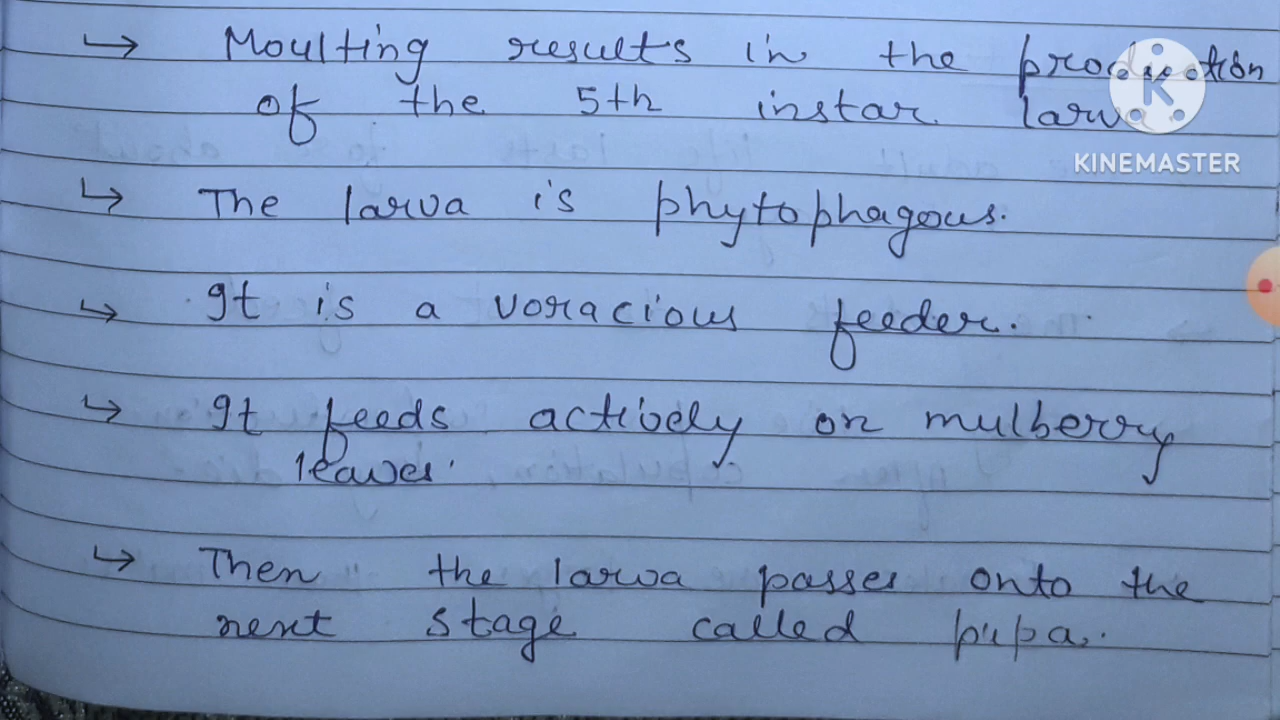 ↳ Moulting results in the production
of the 5th instar larva
KINEMASTER
↳ The larva is phytophagous.
↳ It is a voracious feeder.
↳ It feeds actively on mulberry
leaves.
↳ Then the larva passes onto the
next stage called pupa.